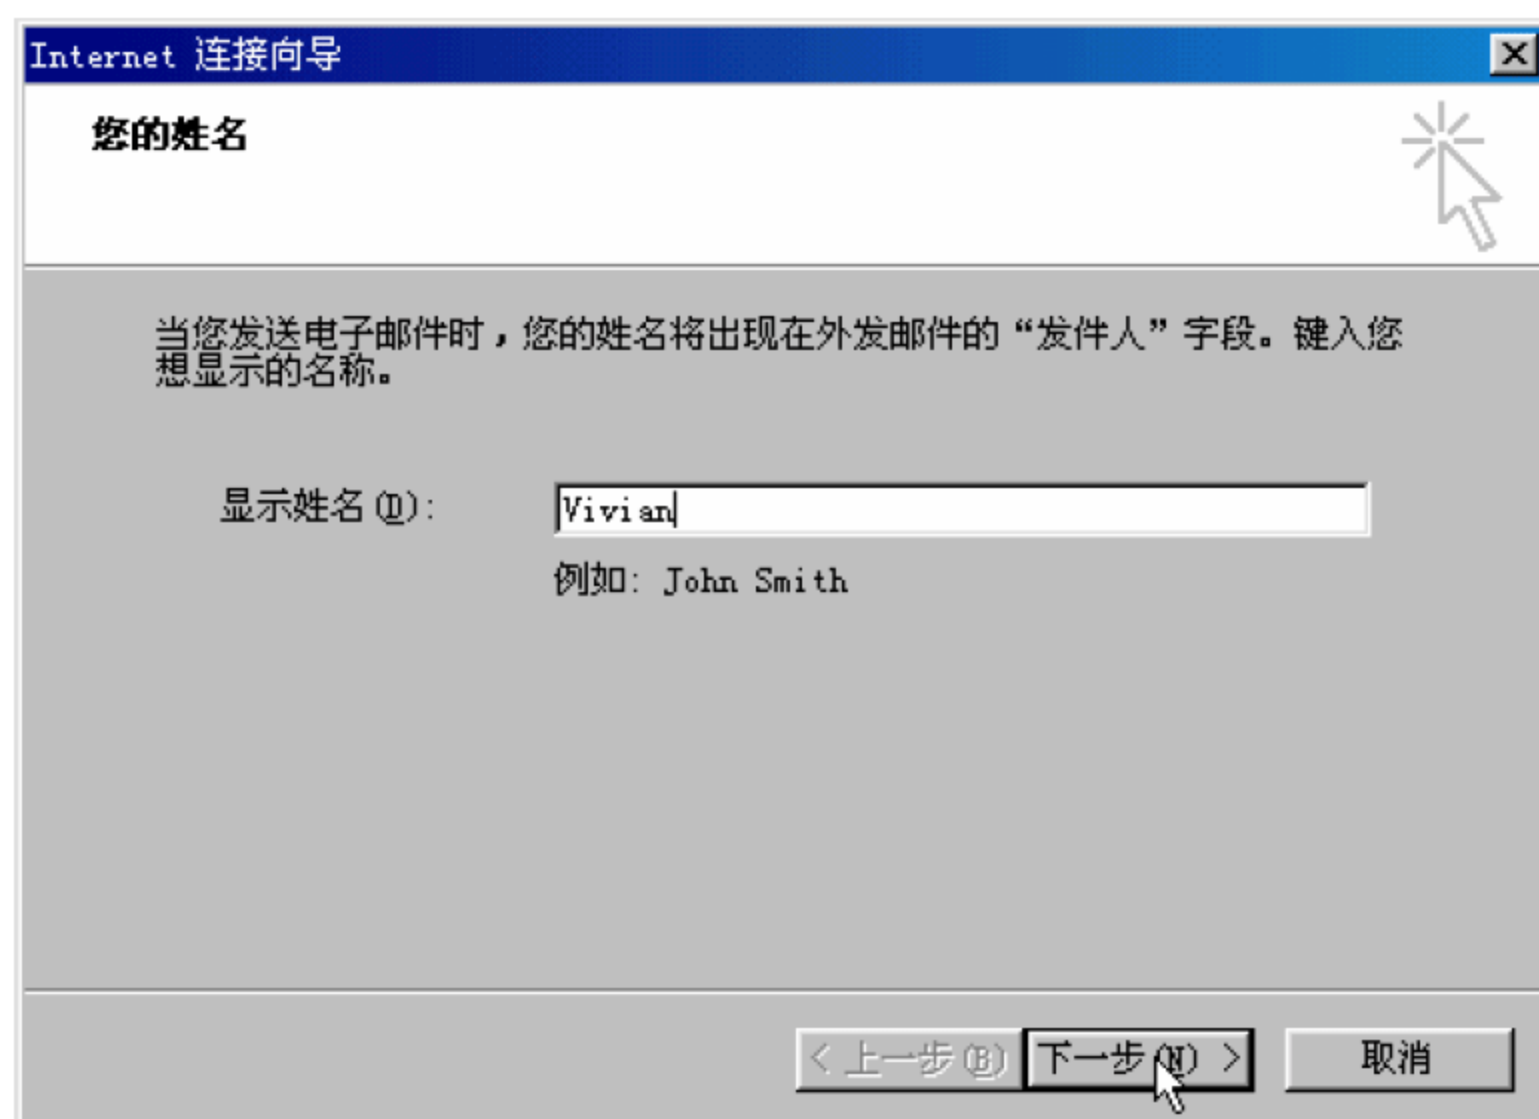 Internet 连接向导
您的姓名
当您发送电子邮件时，您的姓名将出现在外发邮件的“发件人”字段。键入您
想显示的名称。
显示姓名(D):
Vivian
例如: John Smith
< 上一步(B) 下一步(N) > 取消